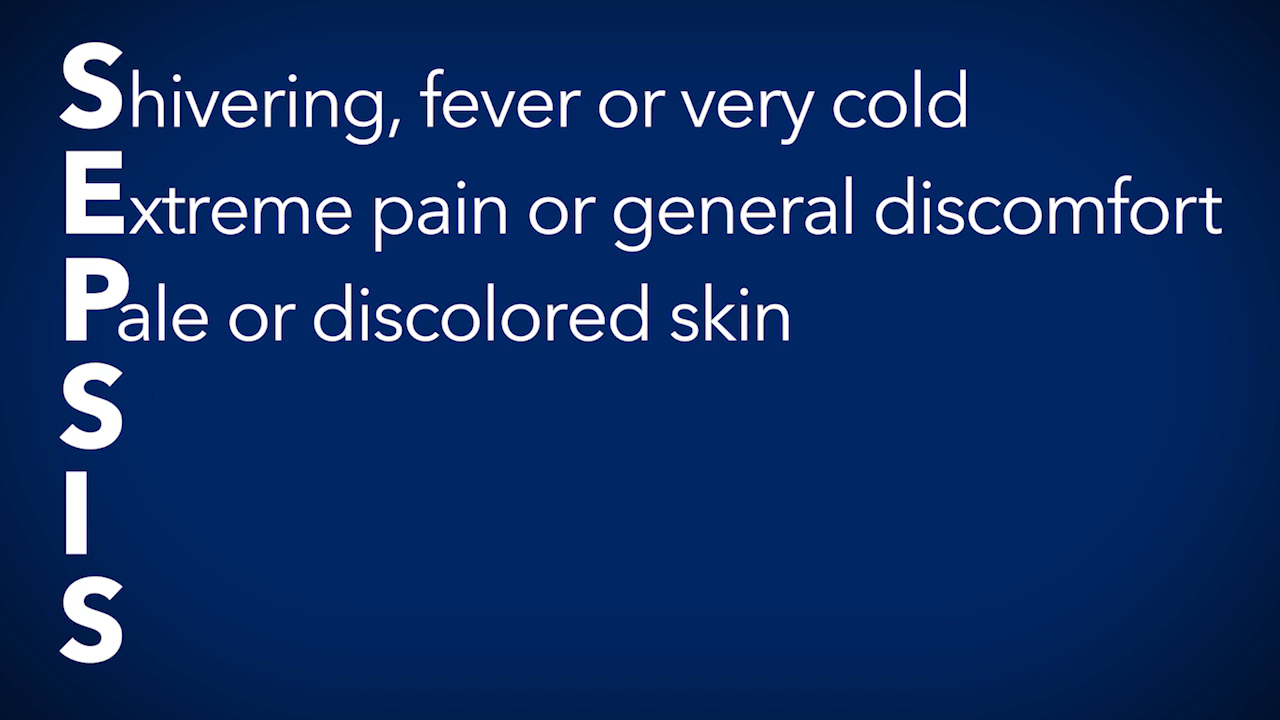 Shivering, fever or very cold
Extreme pain or general discomfort
Pale or discolored skin
S
I
S